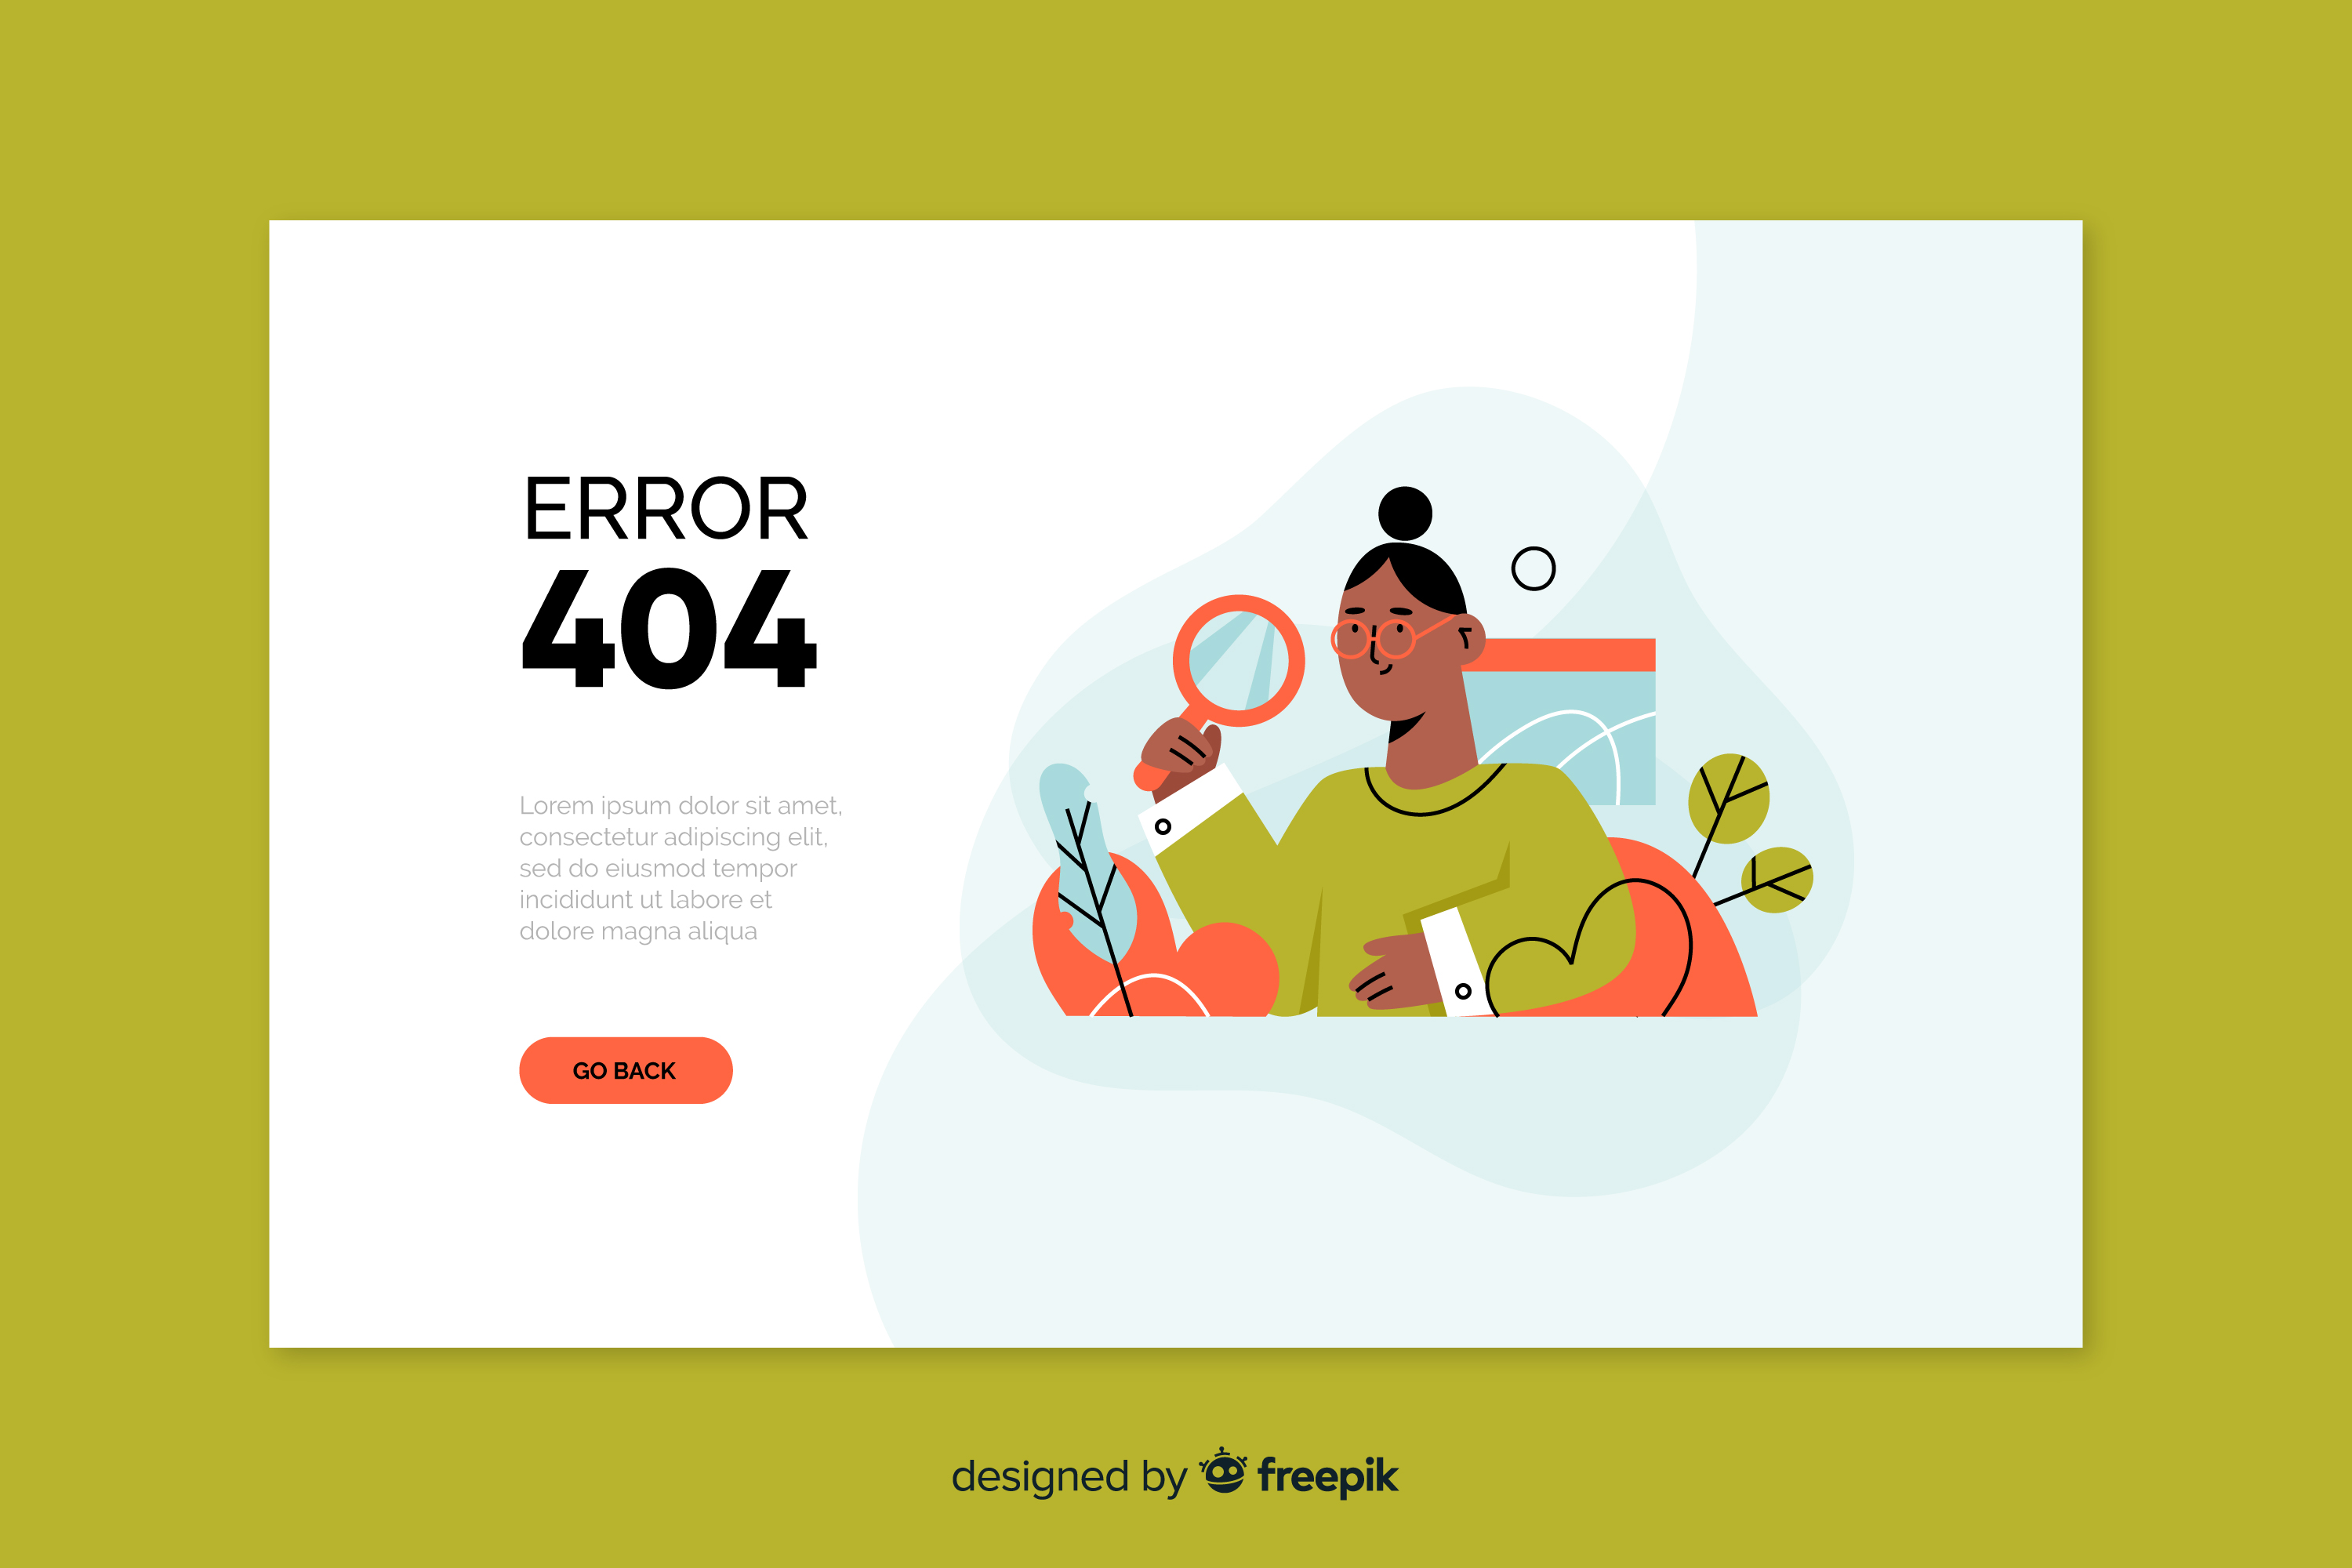 ERROR
404
Lorem ipsum dolor sit amet,
consectetur adipiscing elit,
sed do eiusmod tempor
incididunt ut labore et
dolore magna aliqua
GO BACK
designed by freepik